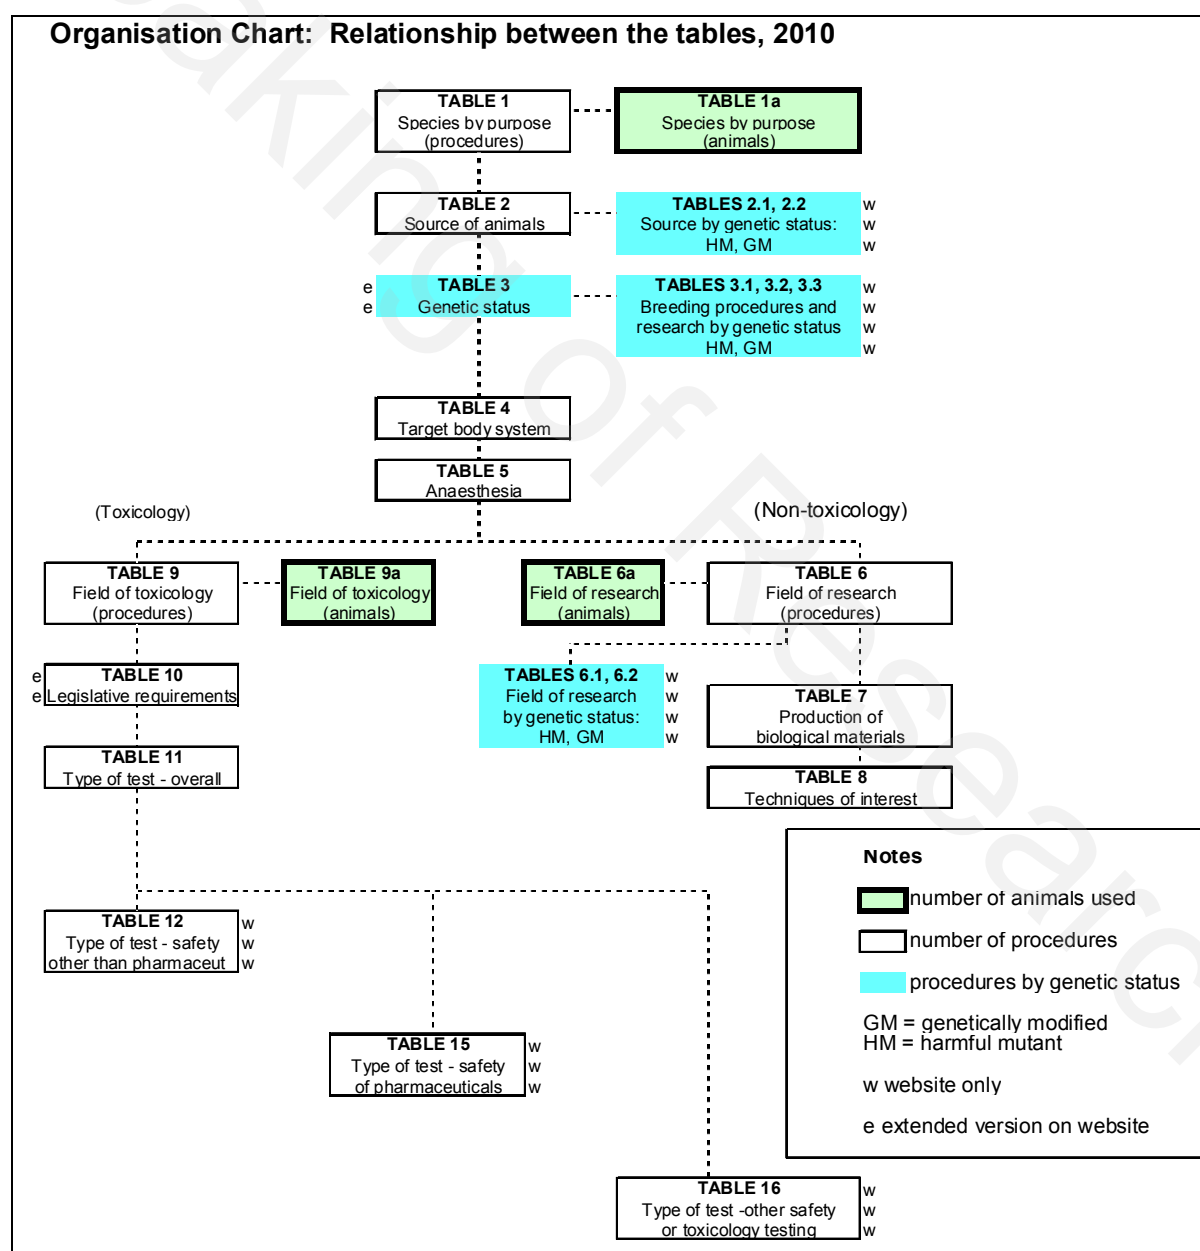 Organisation Chart: Relationship between the tables, 2010
TABLE 1
Species by purpose
(procedures)
TABLE 1a
Species by purpose
(animals)
TABLE 2
Source of animals
TABLES 2.1, 2.2
Source by genetic status:
HM, GM
w
w
w
e
e
TABLE 3
Genetic status
TABLES 3.1, 3.2, 3.3
Breeding procedures and
research by genetic status
HM, GM
w
w
w
w
TABLE 4
Target body system
TABLE 5
Anaesthesia
(Toxicology)
(Non-toxicology)
TABLE 9
Field of toxicology
(procedures)
TABLE 9a
Field of toxicology
(animals)
TABLE 6a
Field of research
(animals)
TABLE 6
Field of research
(procedures)
e
e
TABLE 10
Legislative requirements
TABLES 6.1, 6.2
Field of research
by genetic status:
HM, GM
w
w
w
w
TABLE 7
Production of
biological materials
TABLE 11
Type of test - overall
TABLE 8
Techniques of interest
TABLE 12
Type of test - safety
other than pharmaceut
w
w
w
TABLE 15
Type of test - safety
of pharmaceuticals
w
w
w
TABLE 16
Type of test -other safety
or toxicology testing
w
w
w
Notes
number of animals used
number of procedures
procedures by genetic status
GM = genetically modified
HM = harmful mutant
w website only
e extended version on website
aking of Research